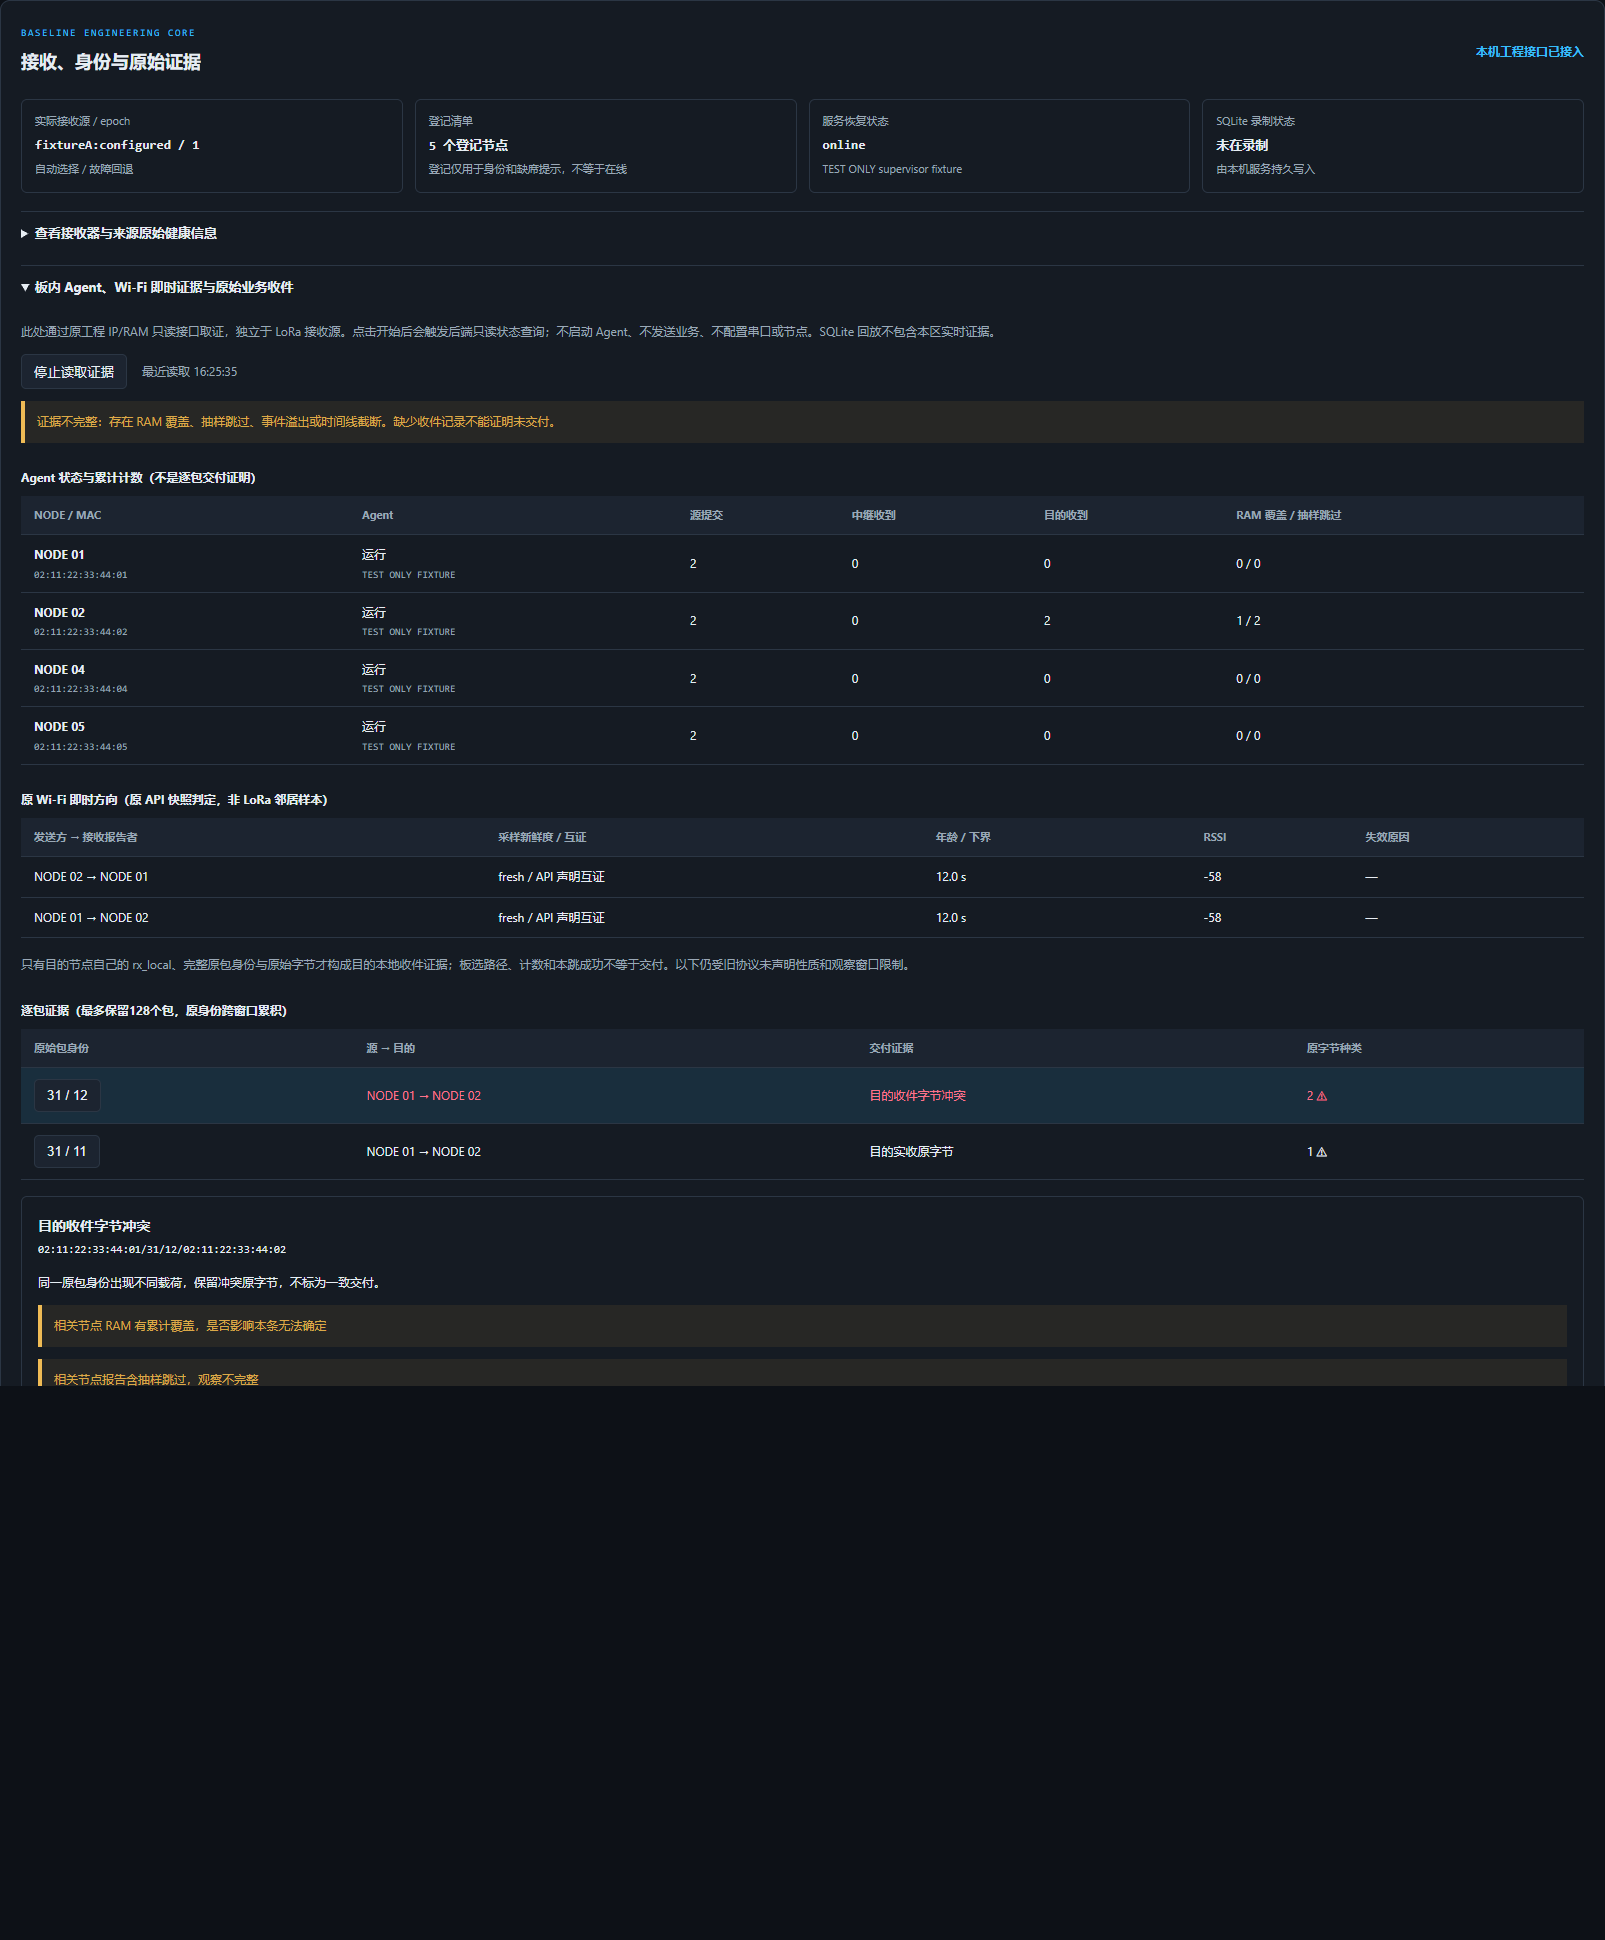 BASELINE ENGINEERING CORE
接收、身份与原始证据
本机工程接口已接入
实际接收源 / epoch
fixtureA:configured / 1
自动选择 / 故障回退
登记清单
5 个登记节点
登记仅用于身份和缺席提示，不等于在线
服务恢复状态
online
TEST ONLY supervisor fixture
SQLite 录制状态
未在录制
由本机服务持久写入
▶ 查看接收器与来源原始健康信息
▼ 板内 Agent、Wi-Fi 即时证据与原始业务收件
此处通过原工程 IP/RAM 只读接口取证，独立于 LoRa 接收源。点击开始后会触发后端只读状态查询；不启动 Agent、不发送业务、不配置串口或节点。SQLite 回放不包含本区实时证据。
停止读取证据 最近读取 16:25:35
证据不完整：存在 RAM 覆盖、抽样跳过、事件溢出或时间线截断。缺少收件记录不能证明未交付。
Agent 状态与累计计数（不是逐包交付证明）
NODE / MAC Agent 源提交 中继收到 目的收到 RAM 覆盖 / 抽样跳过
NODE 01 运行 2 0 0 0 / 0
02:11:22:33:44:01 TEST ONLY FIXTURE
NODE 02 运行 2 0 2 1 / 2
02:11:22:33:44:02 TEST ONLY FIXTURE
NODE 04 运行 2 0 0 0 / 0
02:11:22:33:44:04 TEST ONLY FIXTURE
NODE 05 运行 2 0 0 0 / 0
02:11:22:33:44:05 TEST ONLY FIXTURE
原 Wi-Fi 即时方向（原 API 快照判定，非 LoRa 邻居样本）
发送方 → 接收报告者 采样新鲜度 / 互证 年龄 / 下界 RSSI 失效原因
NODE 02 → NODE 01 fresh / API 声明互证 12.0 s -58 —
NODE 01 → NODE 02 fresh / API 声明互证 12.0 s -58 —
只有目的节点自己的 rx_local、完整原包身份与原始字节才构成目的本地收件证据；板选路径、计数和本跳成功不等于交付。以下仍受旧协议未声明性质和观察窗口限制。
逐包证据（最多保留128个包，原身份跨窗口累积）
原始包身份 源 → 目的 交付证据 原字节种类
31 / 12 NODE 01 → NODE 02 目的收件字节冲突 2 ⚠
31 / 11 NODE 01 → NODE 02 目的实收原字节 1 ⚠
目的收件字节冲突
02:11:22:33:44:01/31/12/02:11:22:33:44:02
同一原包身份出现不同载荷，保留冲突原字节，不标为一致交付。
相关节点 RAM 有累计覆盖，是否影响本条无法确定
相关节点报告含抽样跳过，观察不完整